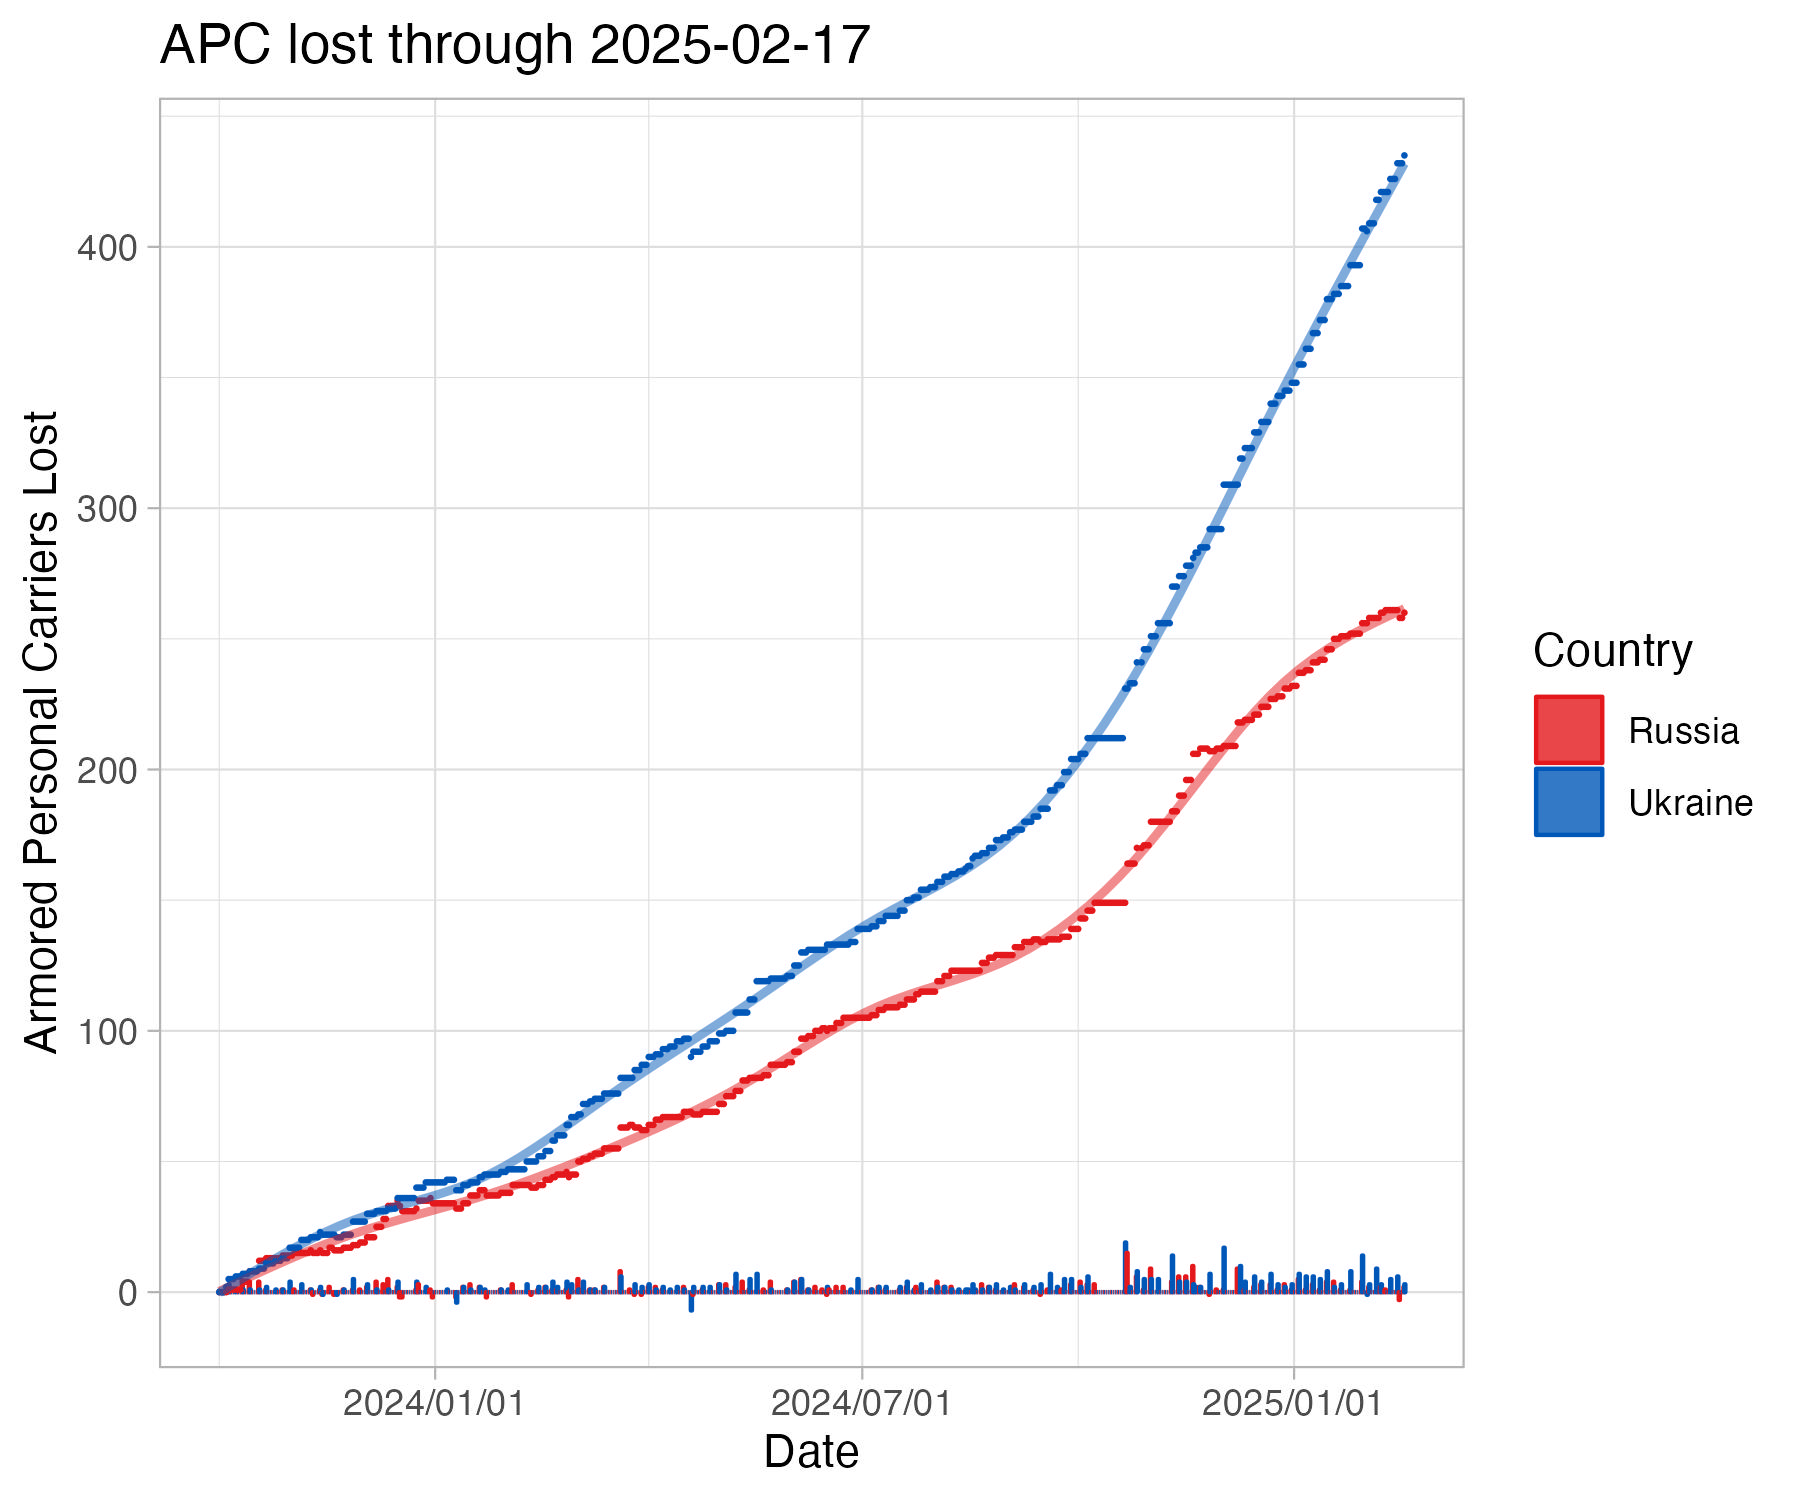 APC lost through 2025-02-17
Armored Personal Carriers Lost
400
300
200
100
0
2024/01/01
2024/07/01
2025/01/01
Date
Country
Russia
Ukraine